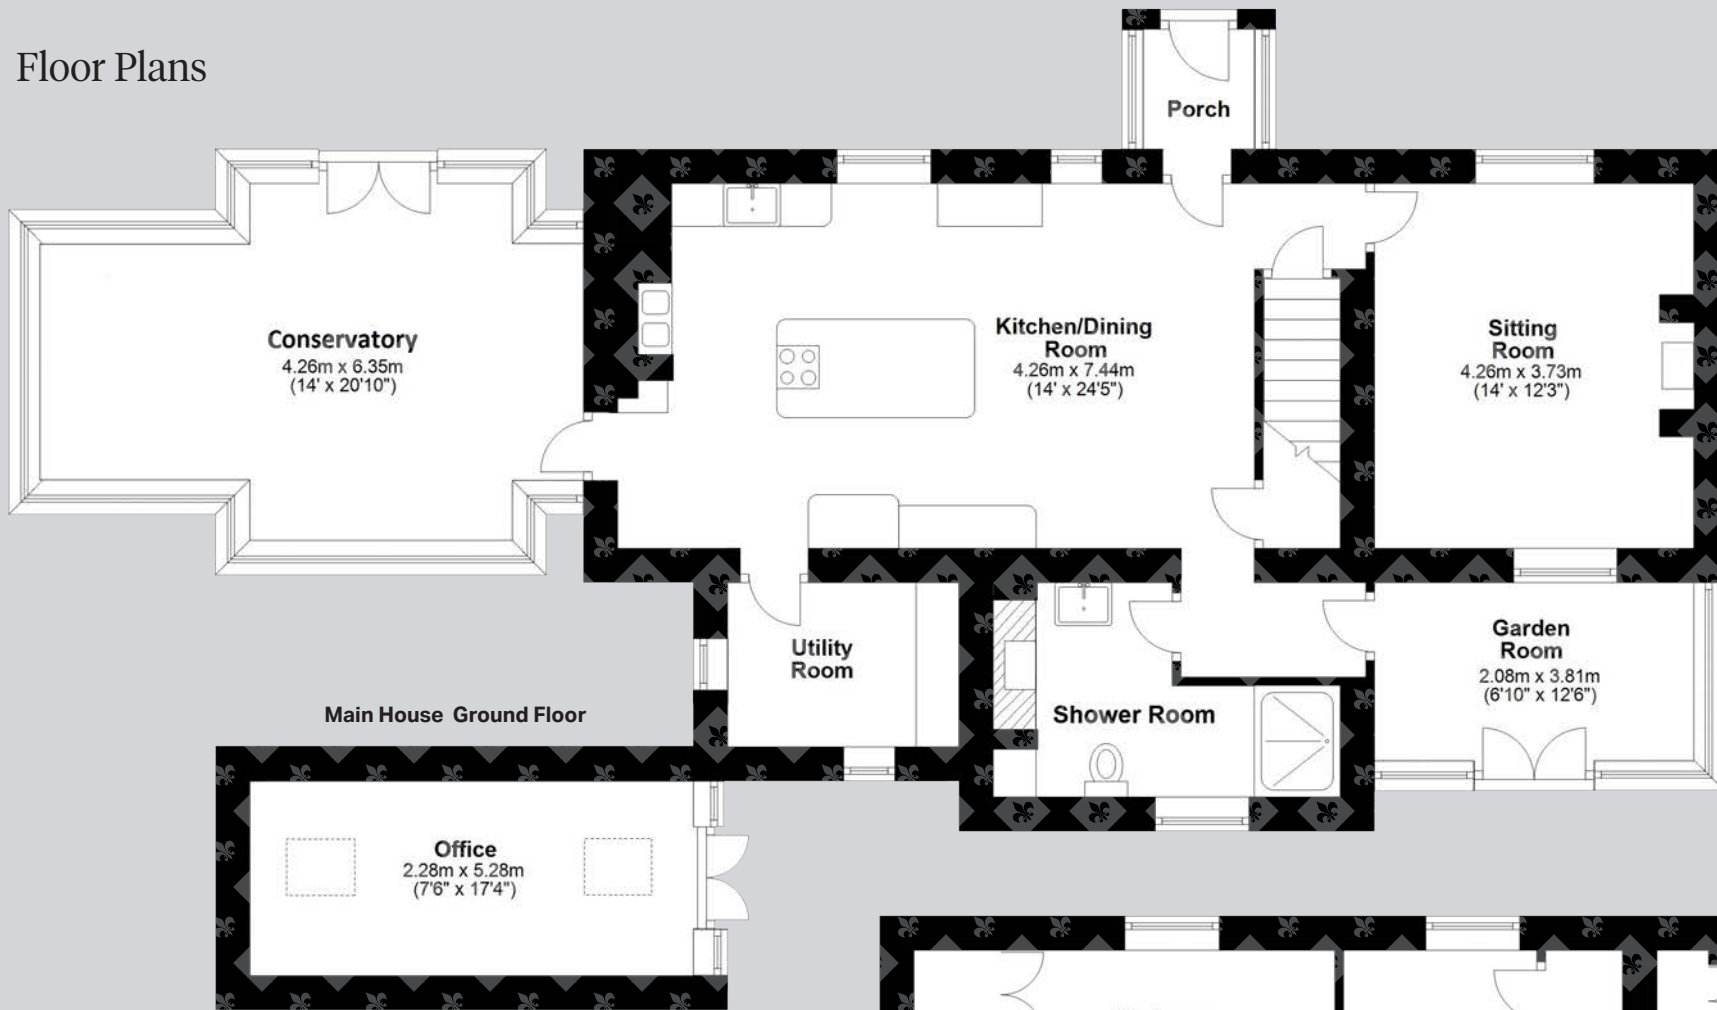 Floor Plans
Porch
Conservatory
4.26m x 6.35m
(14' x 20'10")
Kitchen/Dining
Room
4.26m x 7.44m
(14' x 24'5")
Sitting
Room
4.26m x 3.73m
(14' x 12'3")
Utility
Room
Garden
Room
2.08m x 3.81m
(6'10" x 12'6")
Shower Room
Main House Ground Floor
Office
2.28m x 5.28m
(7'6" x 17'4")